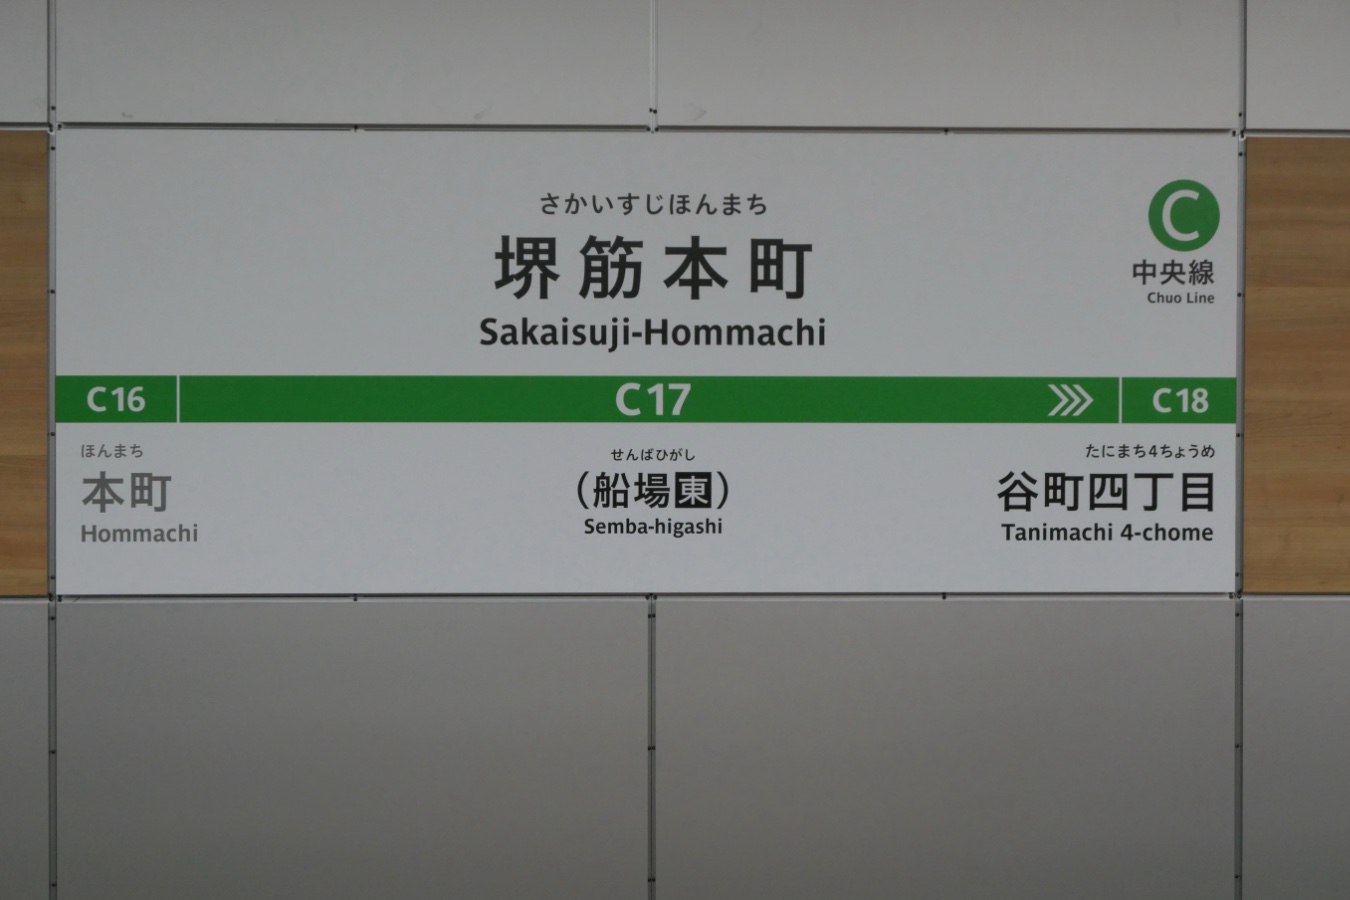 さかいすじほんまち
堺筋本町
Sakaisuji-Hommachi
C
中央線
Chuo Line
C16
C17
C18
ほんまち
本町
Hommachi
せんばひがし
（船場東）
Semba-higashi
たにまち4ちょうめ
谷町四丁目
Tanimachi 4-chome